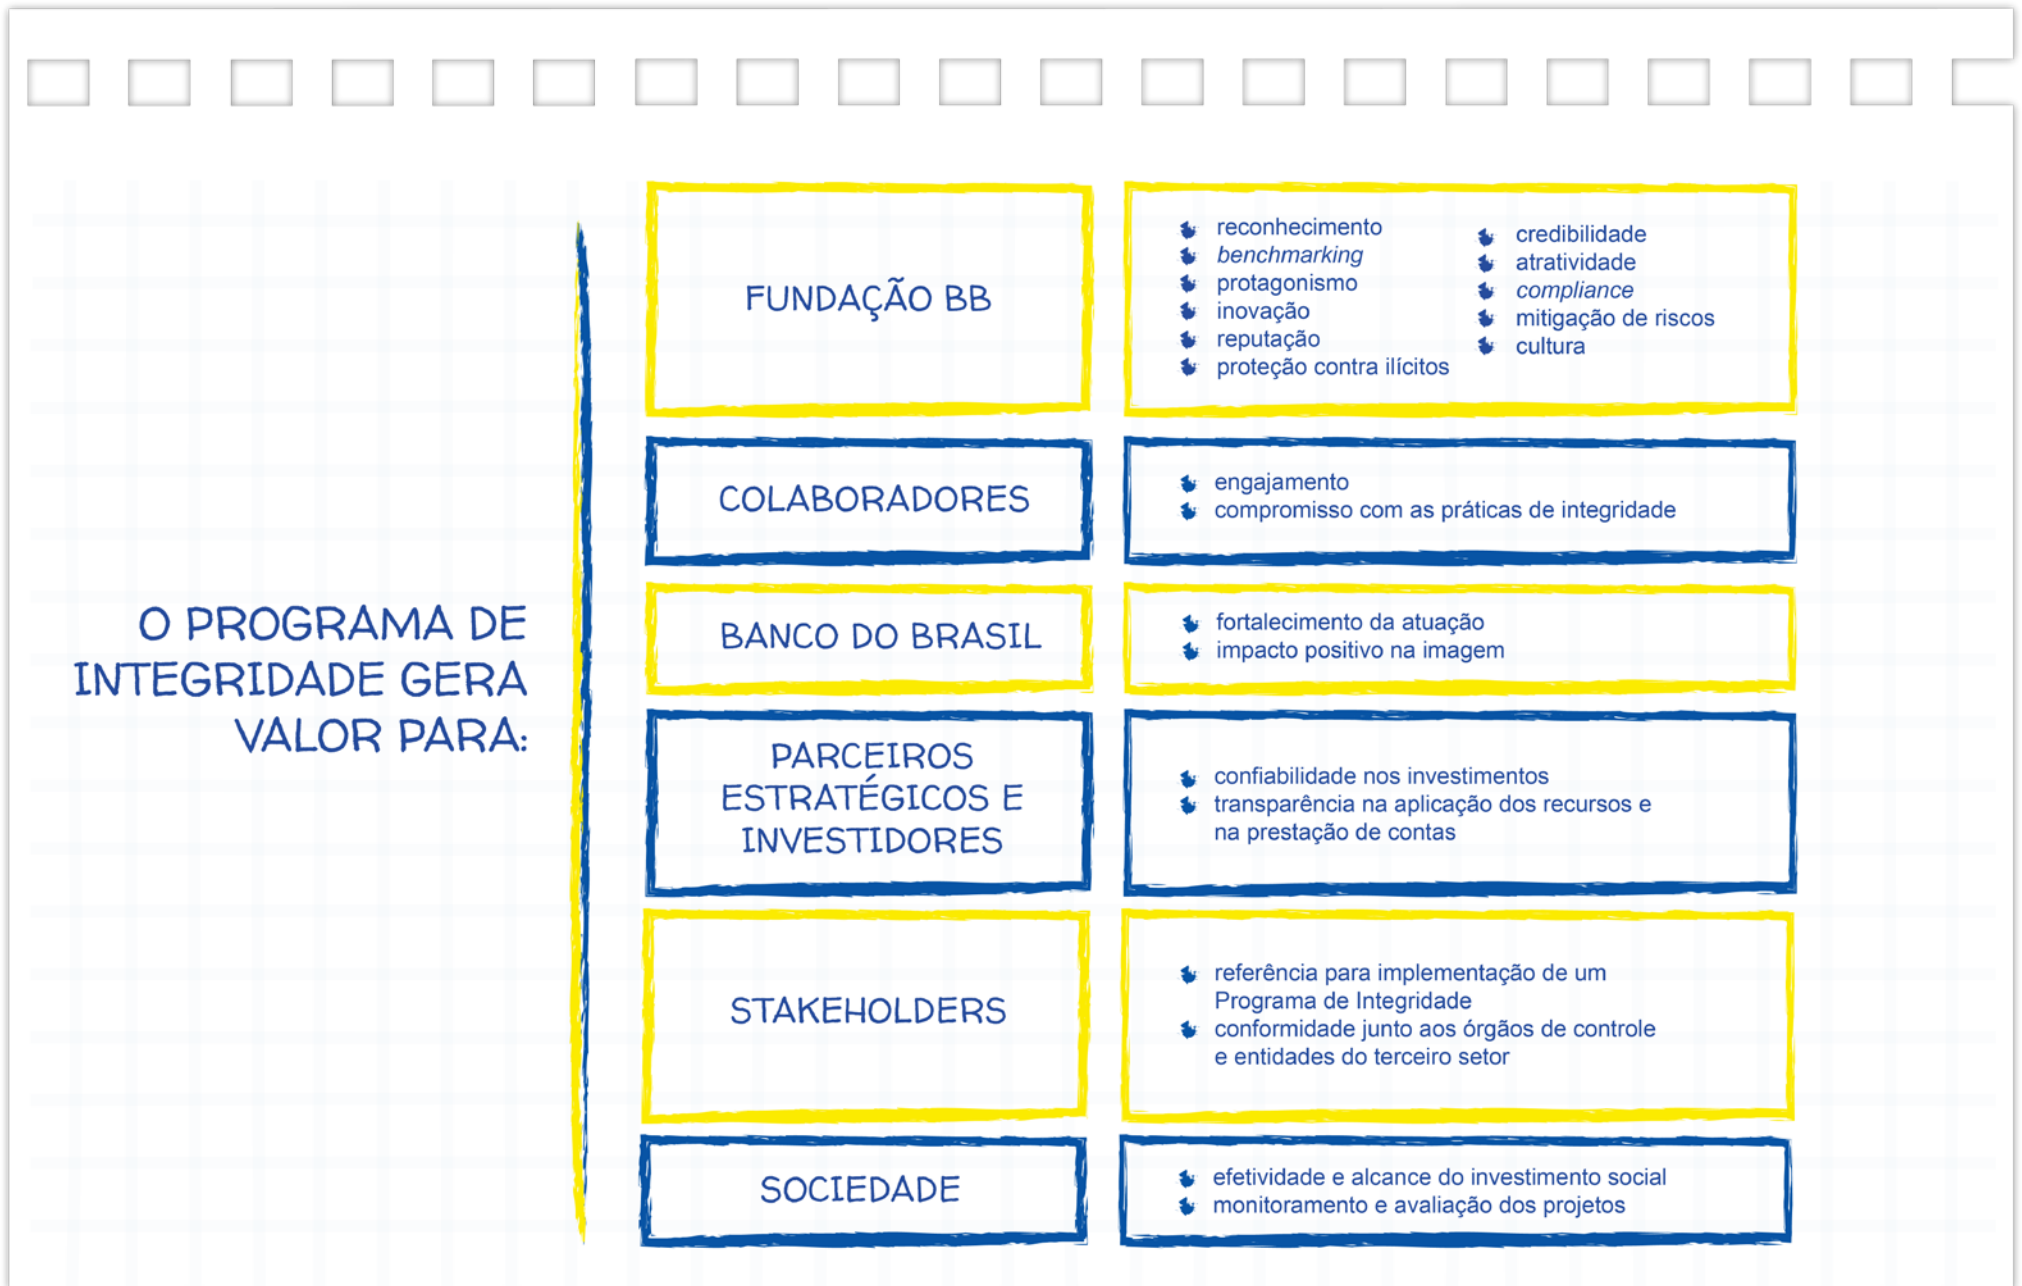 O PROGRAMA DE
INTEGRIDADE GERA
VALOR PARA:
FUNDAÇÃO BB
reconhecimento
benchmarking
protagonismo
inovação
reputação
proteção contra ilícitos
credibilidade
atratividade
compliance
mitigação de riscos
cultura
COLABORADORES
engajamento
compromisso com as práticas de integridade
BANCO DO BRASIL
fortalecimento da atuação
impacto positivo na imagem
PARCEIROS
ESTRATÉGICOS E
INVESTIDORES
confiabilidade nos investimentos
transparência na aplicação dos recursos e
na prestação de contas
STAKEHOLDERS
referência para implementação de um
Programa de Integridade
conformidade junto aos órgãos de controle
e entidades do terceiro setor
SOCIEDADE
efetividade e alcance do investimento social
monitoramento e avaliação dos projetos